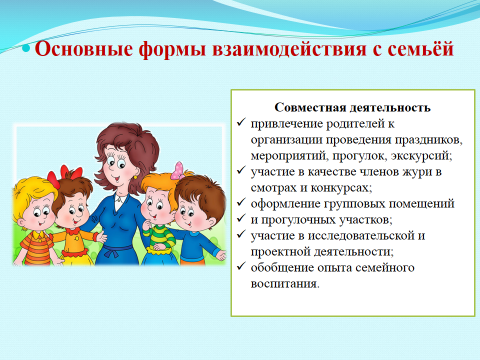 • Основные формы взаимодействия с семьёй
Совместная деятельность
✓ привлечение родителей к
организации проведения праздников,
мероприятий, прогулок, экскурсий;
✓ участие в качестве членов жюри в
смотрах и конкурсах;
✓ оформление групповых помещений
✓ и прогулочных участков;
✓ участие в исследовательской и
проектной деятельности;
✓ обобщение опыта семейного
воспитания.